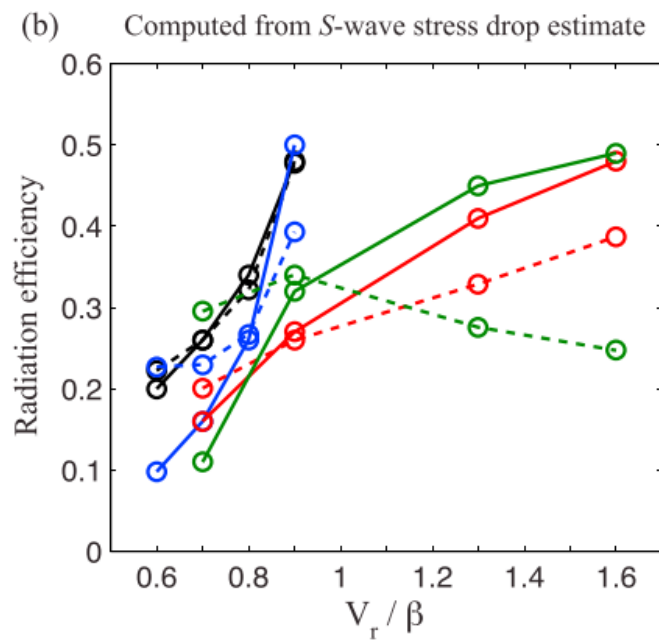 (b) Computed from S-wave stress drop estimate
0.6
0.5
0.4
0.3
0.2
0.1
0
Radiation efficiency
0.6 0.8 1 1.2 1.4 1.6
Vr / β